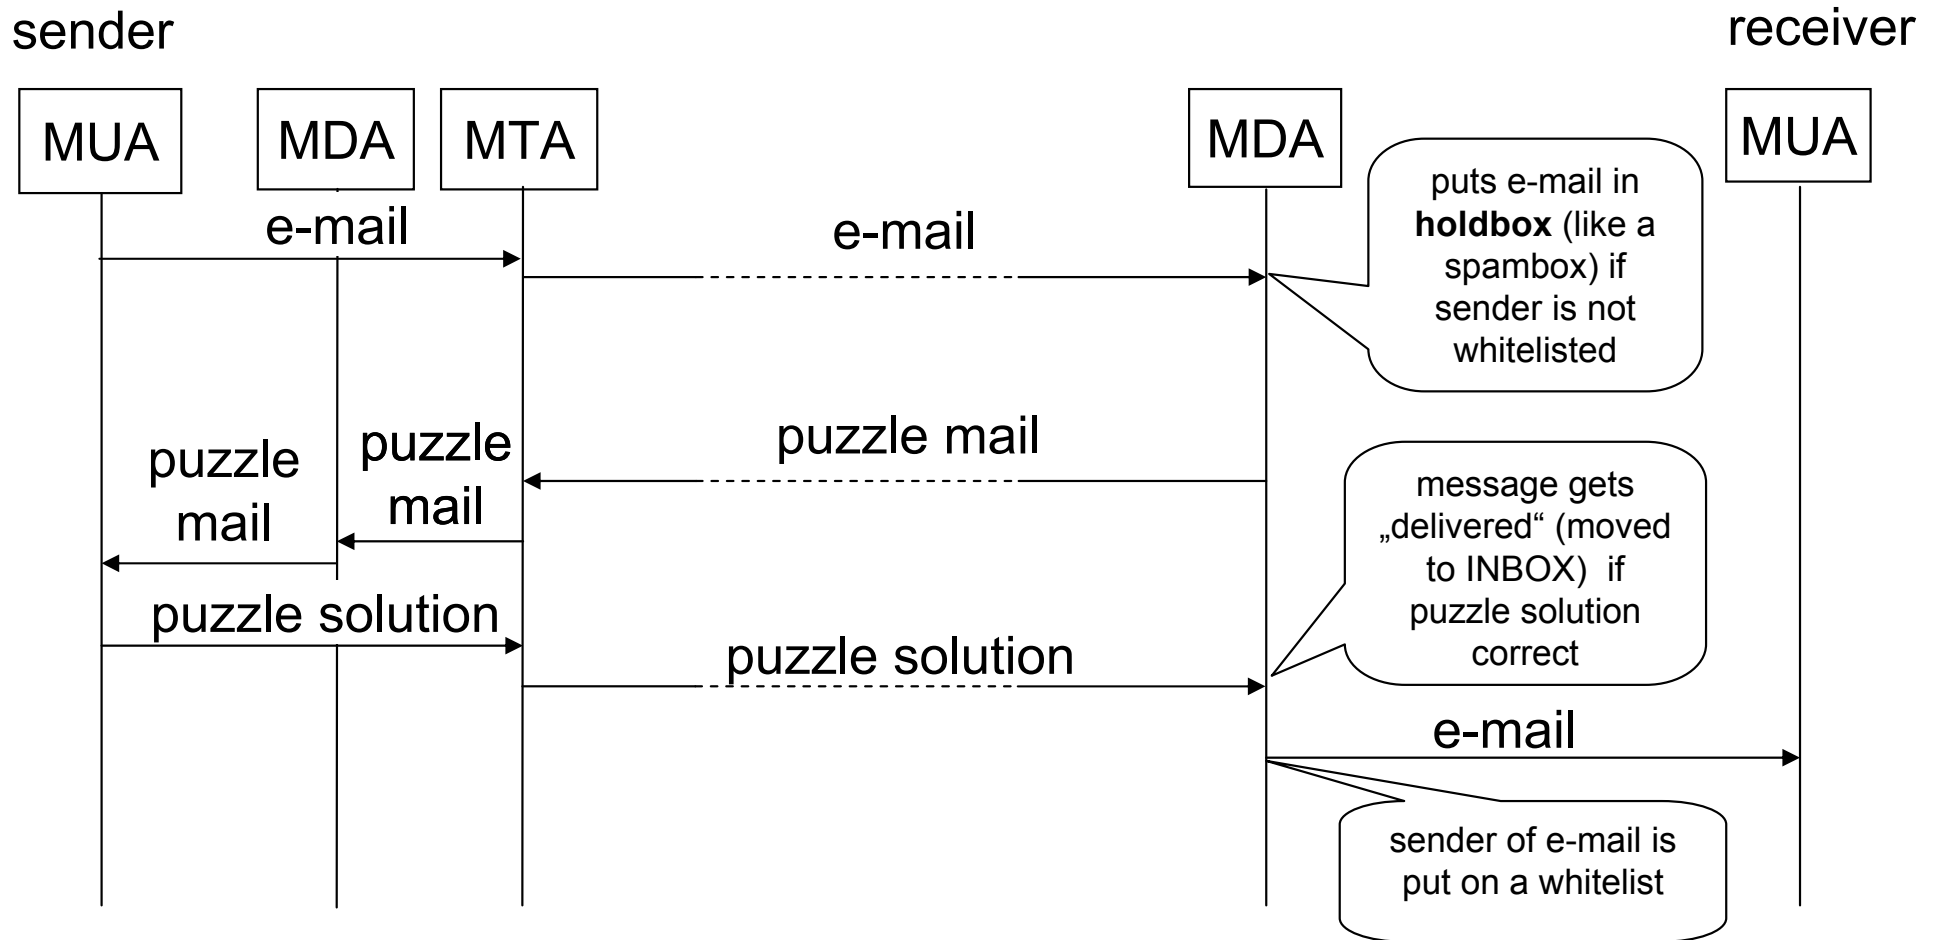 sender
receiver
MUA
MDA
MTA
MDA
MUA
e-mail
e-mail
puts e-mail in
holdbox (like a
spambox) if
sender is not
whitelisted
puzzle mail
puzzle
mail
puzzle
mail
message gets
„delivered“ (moved
to INBOX) if
puzzle solution
correct
puzzle solution
puzzle solution
e-mail
sender of e-mail is
put on a whitelist